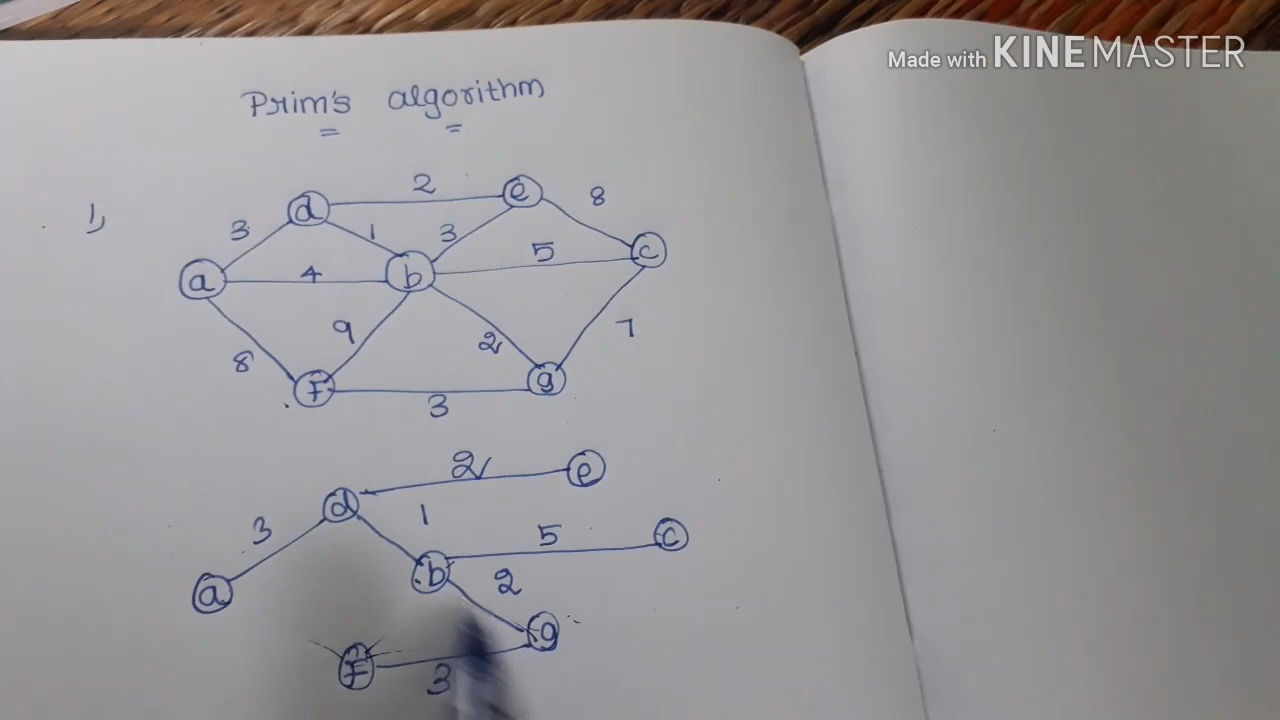 Made with KINEMASTER
Prim's algorithm
1,
d 2 e 8
3 1 3 5 c
a 4 b
8 9 2 7
F 3 g
2 e
3 d 1 5 c
a b 2
g
F 3